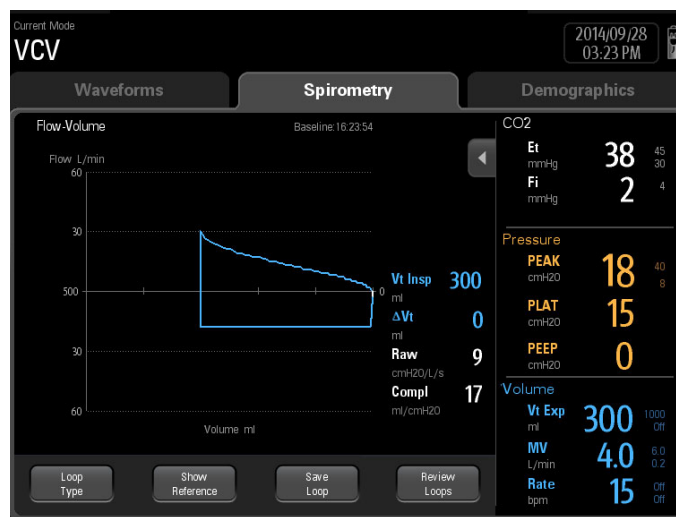 Current Mode
VCV
2014/09/28
03:23 PM
Waveforms
Spirometry
Demographics
Flow-Volume
Baseline: 16:23:54
Flow L/min
60
30
500
0
30
60
Volume ml
Vt Insp 300
ml
ΔVt 0
ml
Raw 9
cmH2O/L/s
Compl 17
ml/cmH2O
CO2
Et 38 45
mmHg 30
Fi 2 4
mmHg
Pressure
PEAK 18 40
cmH2O 8
PLAT 15
cmH2O
PEEP 0
cmH2O
Volume
Vt Exp 300 1000
ml Off
MV 4.0 6.0
L/min 0.2
Rate 15 Off
bpm Off
Loop
Type
Show
Reference
Save
Loop
Review
Loops